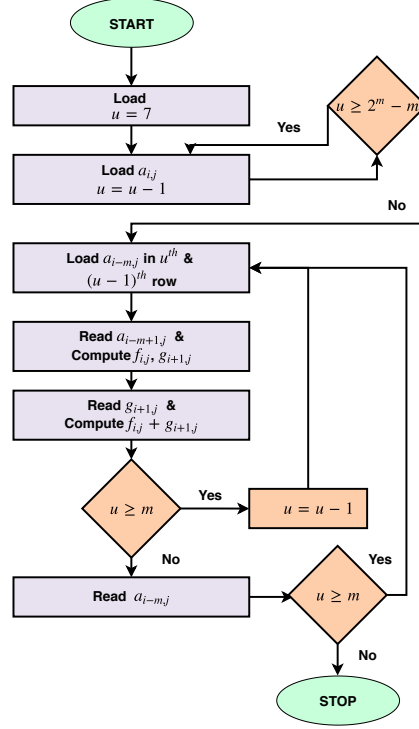 START
Load
u = 7
u ≥ 2^m − m
Yes
Load a_{i,j}
u = u − 1
No
Load a_{i−m,j} in u^{th} &
(u − 1)^{th} row
Read a_{i−m+1,j} &
Compute f_{i,j}, g_{i+1,j}
Read g_{i+1,j} &
Compute f_{i,j} + g_{i+1,j}
u ≥ m
Yes
u = u − 1
No
Read a_{i−m,j}
u ≥ m
Yes
No
STOP